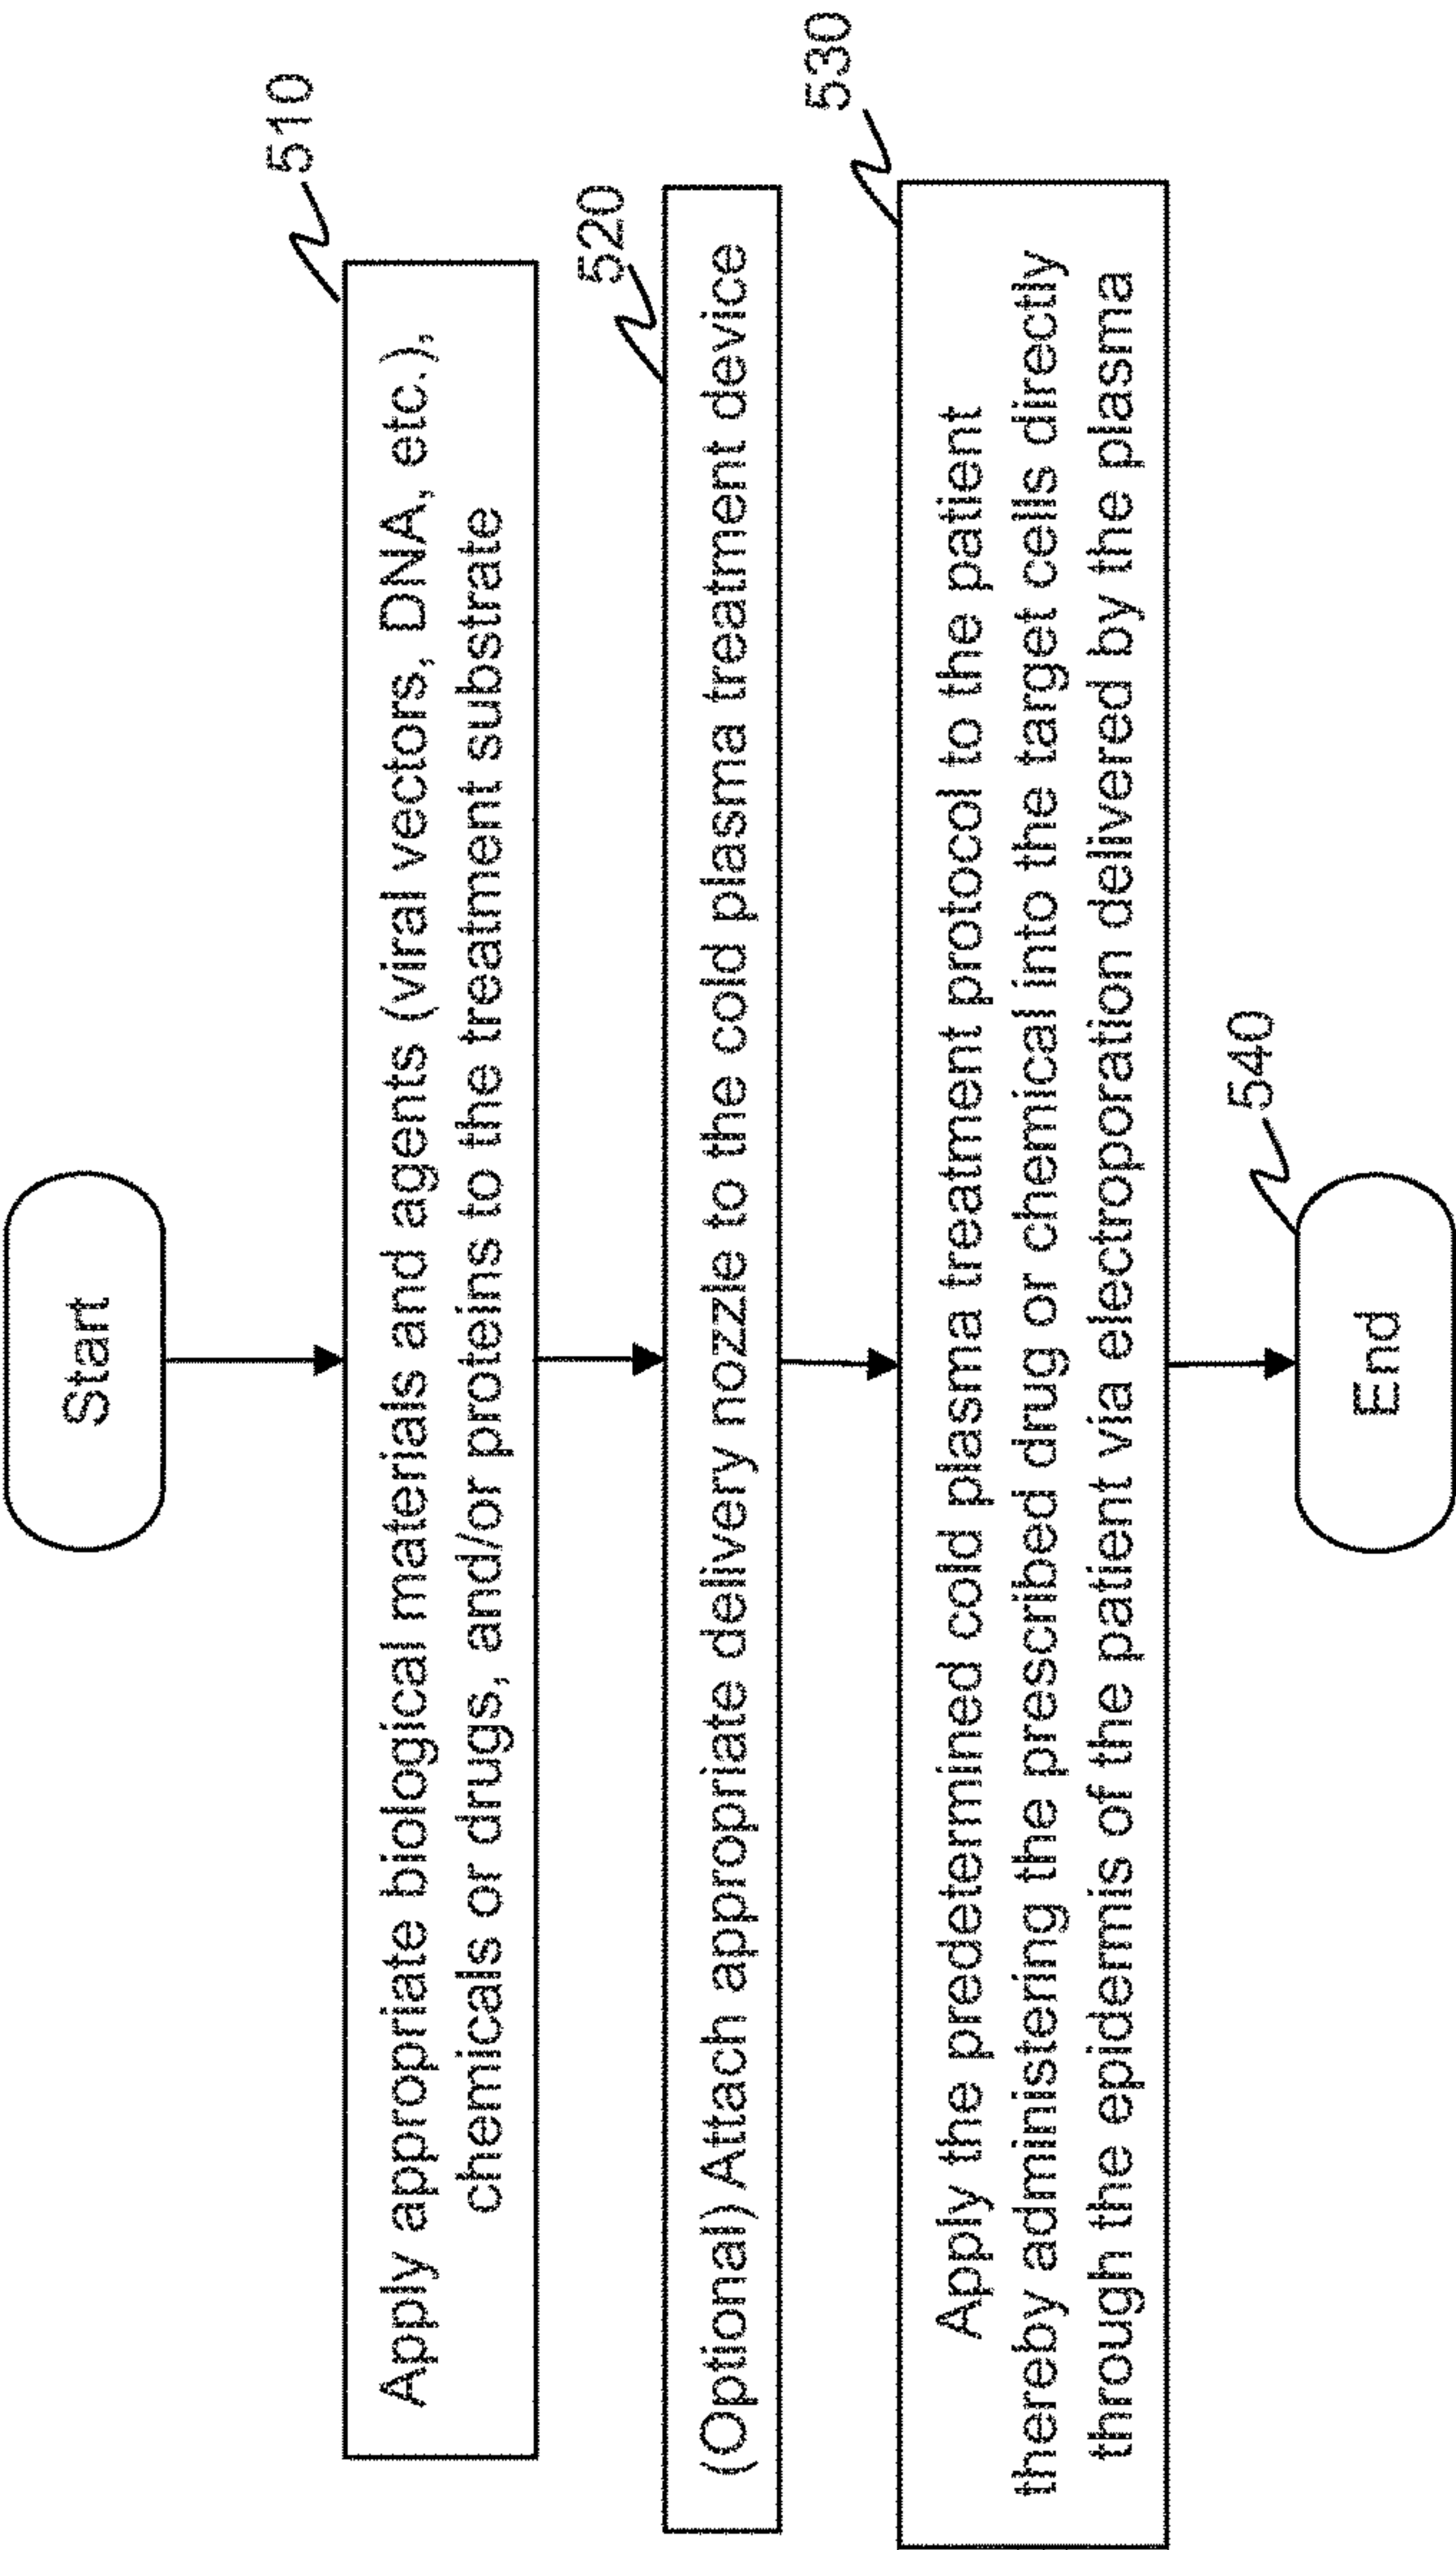 Start
510
Apply appropriate biological materials and agents (viral vectors, DNA, etc.),
chemicals or drugs, and/or proteins to the treatment substrate
520
(Optional) Attach appropriate delivery nozzle to the cold plasma treatment device
530
Apply the predetermined cold plasma treatment protocol to the patient
thereby administering the prescribed drug or chemical into the target cells directly
through the epidermis of the patient via electroporation delivered by the plasma
540
End